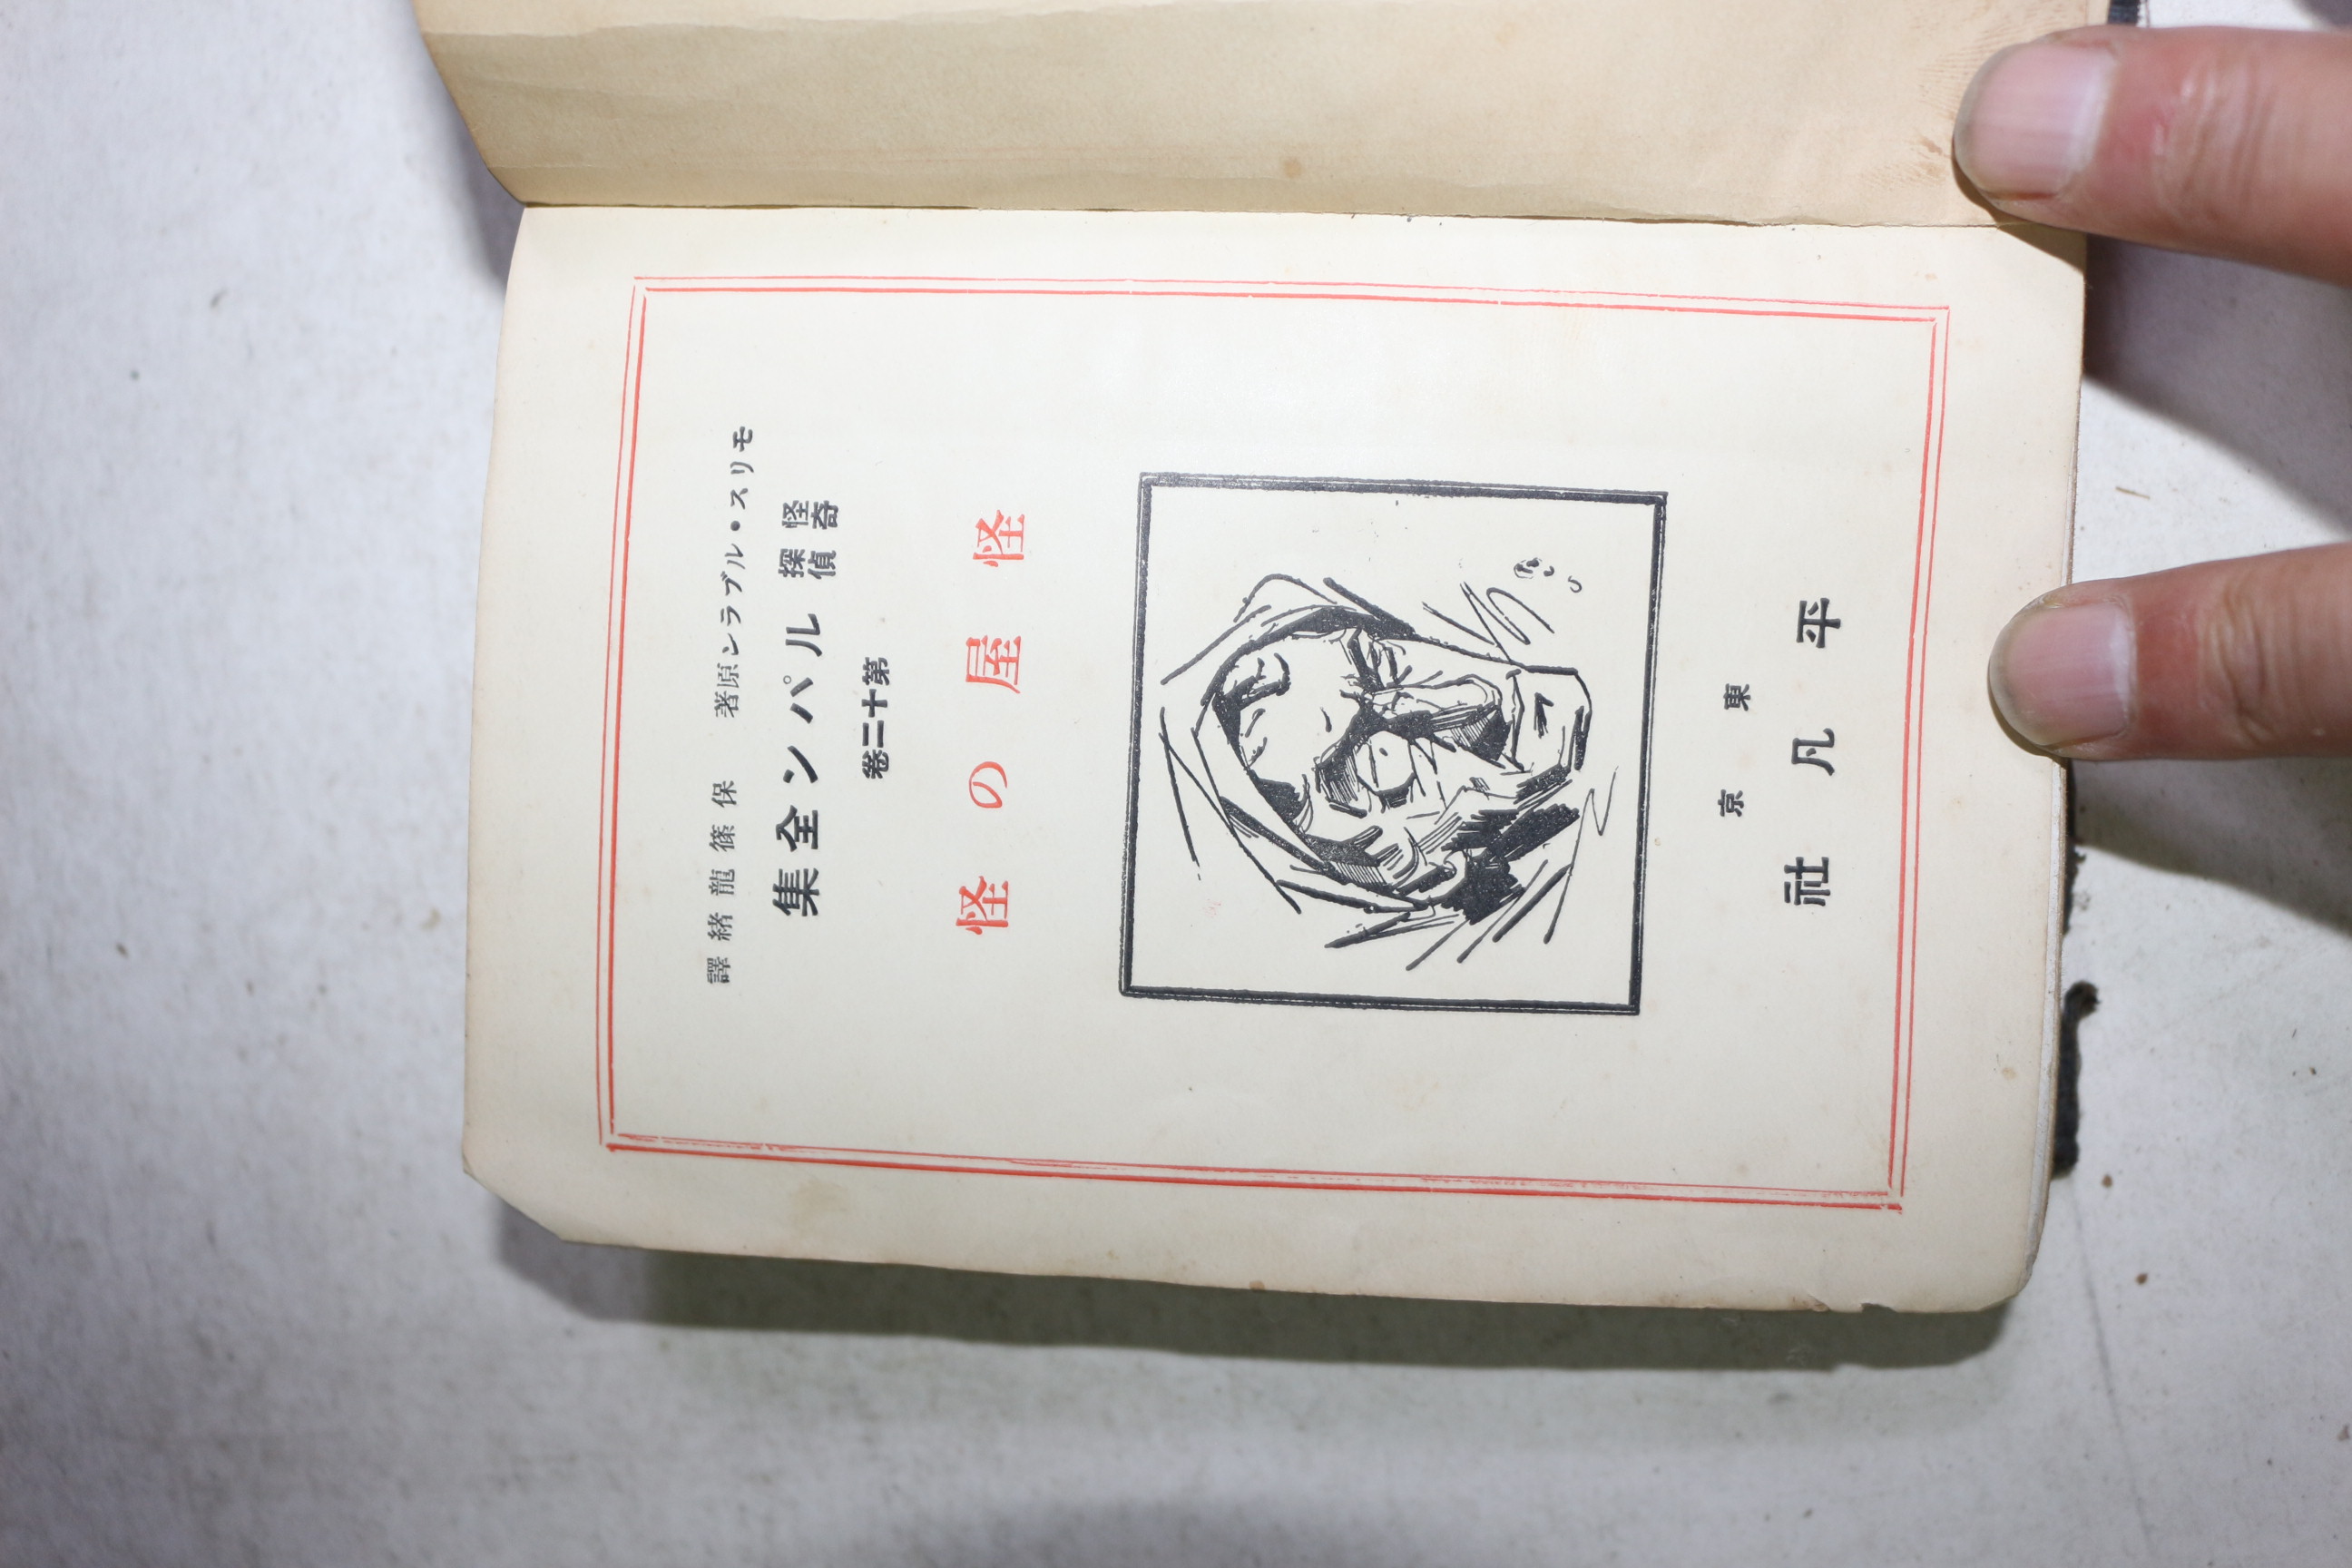 モリス・ルブラン原著 保篠龍緒譯
怪奇探偵 ルパン全集
第十二卷
怪屋の怪
東京
平凡社